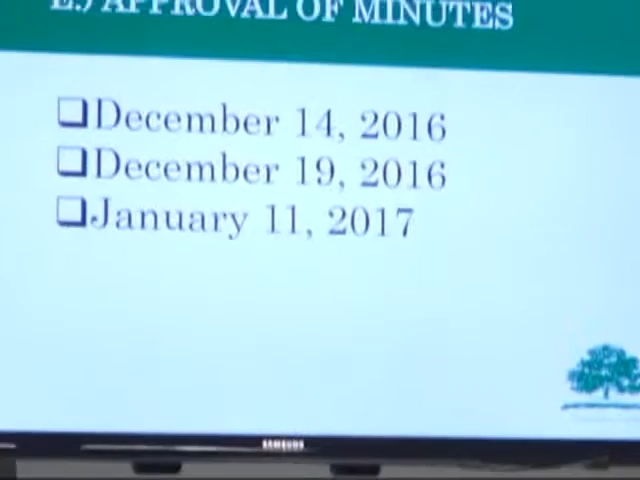 E.) APPROVAL OF MINUTES
❑December 14, 2016
❑December 19, 2016
❑January 11, 2017
SAMSUNG